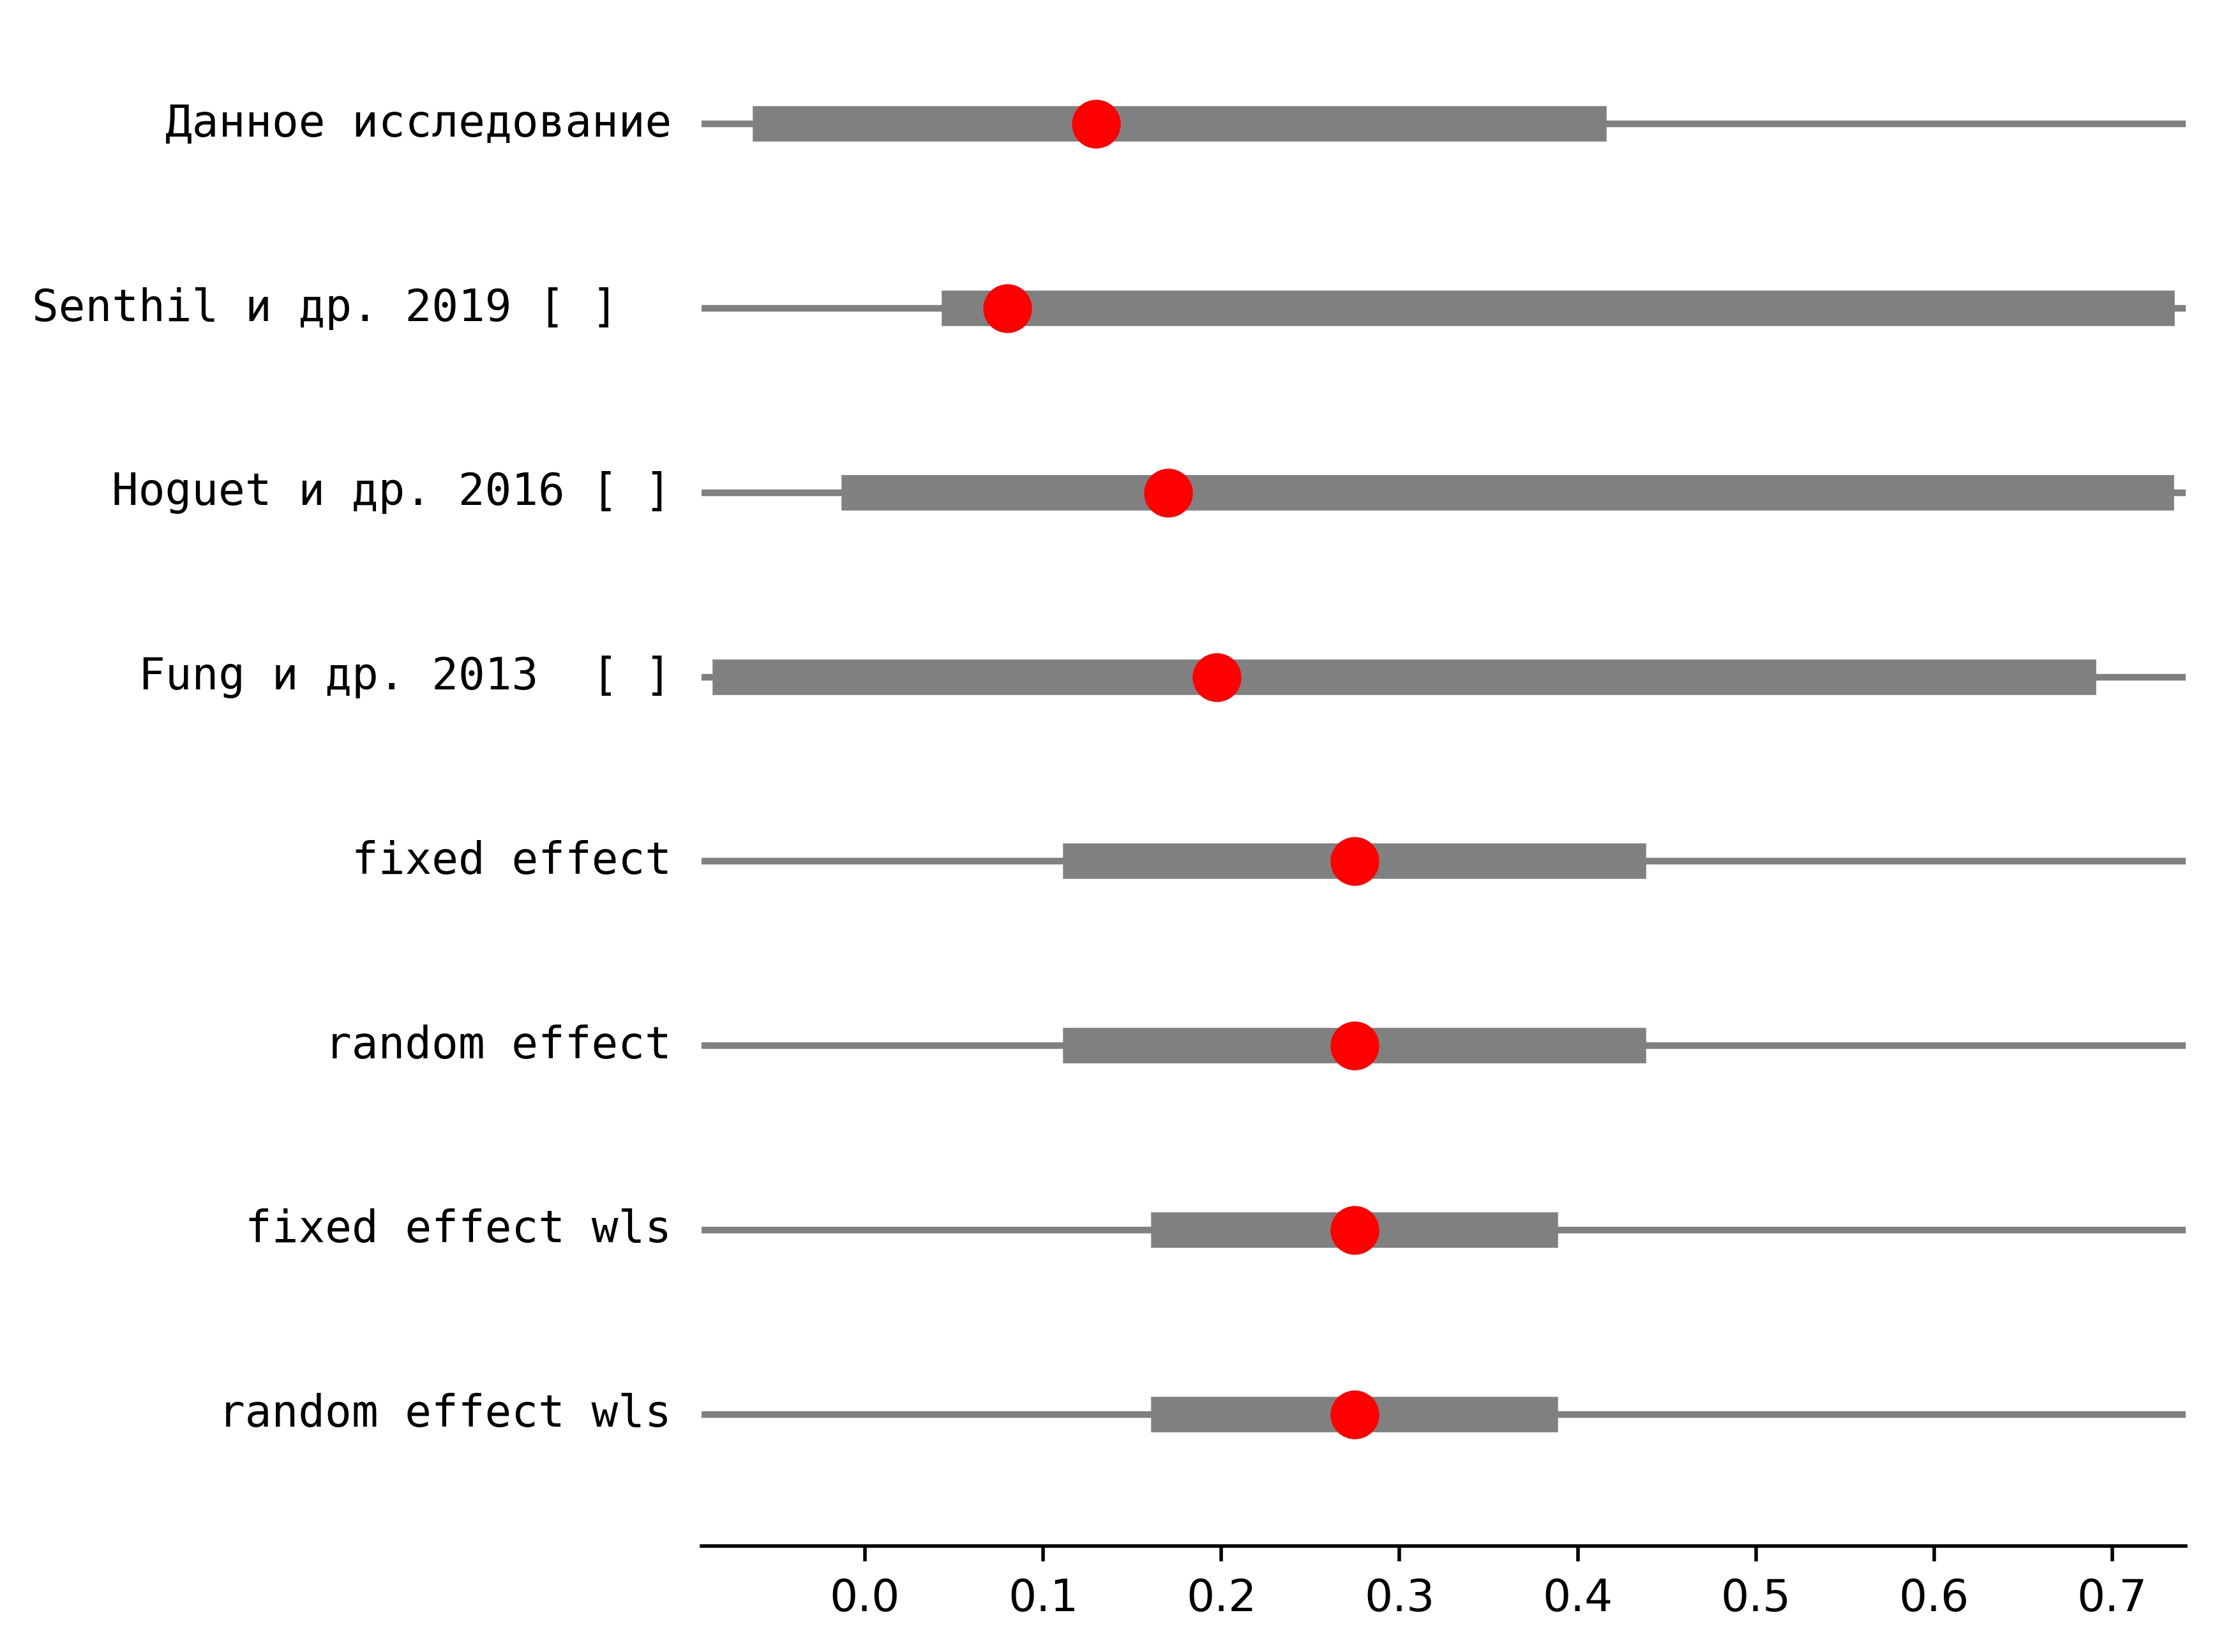 Данное исследование
Senthil и др. 2019 [ ]
Hoguet и др. 2016 [ ]
Fung и др. 2013  [ ]
fixed effect
random effect
fixed effect wls
random effect wls
0.0 0.1 0.2 0.3 0.4 0.5 0.6 0.7